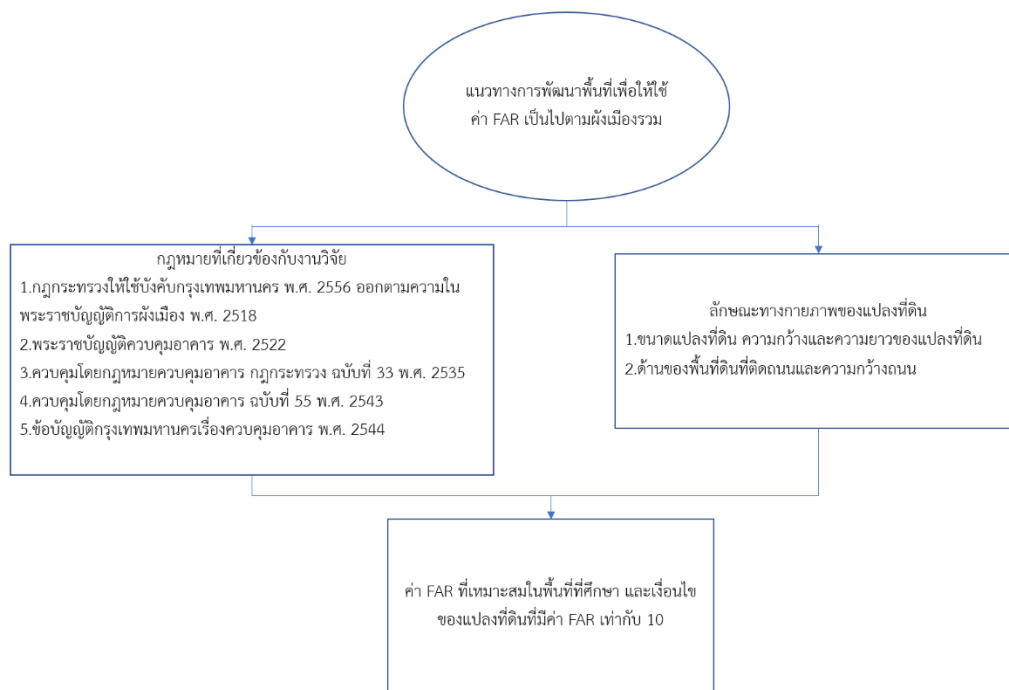 แนวทางการพัฒนาพื้นที่เพื่อให้ใช้
ค่า FAR เป็นไปตามผังเมืองรวม
กฎหมายที่เกี่ยวข้องกับงานวิจัย
1.กฎกระทรวงให้ใช้บังคับกรุงเทพมหานคร พ.ศ. 2556 ออกตามความใน
พระราชบัญญัติการผังเมือง พ.ศ. 2518
2.พระราชบัญญัติควบคุมอาคาร พ.ศ. 2522
3.ควบคุมโดยกฎหมายควบคุมอาคาร กฎกระทรวง ฉบับที่ 33 พ.ศ. 2535
4.ควบคุมโดยกฎหมายควบคุมอาคาร ฉบับที่ 55 พ.ศ. 2543
5.ข้อบัญญัติกรุงเทพมหานครเรื่องควบคุมอาคาร พ.ศ. 2544
ลักษณะทางกายภาพของแปลงที่ดิน
1.ขนาดแปลงที่ดิน ความกว้างและความยาวของแปลงที่ดิน
2.ด้านของพื้นที่ดินที่ติดถนนและความกว้างถนน
ค่า FAR ที่เหมาะสมในพื้นที่ที่ศึกษา และเงื่อนไข
ของแปลงที่ดินที่มีค่า FAR เท่ากับ 10